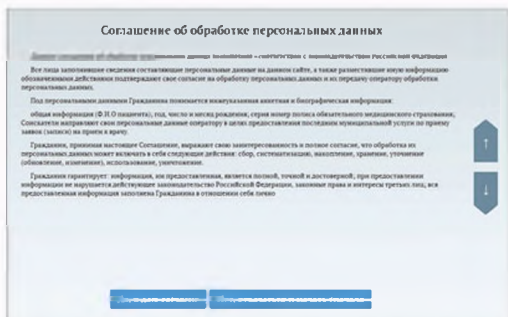 Соглашение об обработке персональных данных
Все лица заполнившие сведения составляющие персональные данные на данном сайте, а также разместившие иную информацию
обозначенными действиями подтверждают свое согласие на обработку персональных данных и их передачу оператору обработки
персональных данных.
Под персональными данными Гражданина понимается нижеуказанная анкетная и биографическая информация:
общая информация (Ф.И.О пациента), год, число и месяц рождения; серия номер полиса обязательного медицинского страхования,
Соискатели направляют свои персональные данные оператору в целях предоставления последним муниципальной услуги по приему
заявок (записи) на прием к врачу.
Гражданин, принимая настоящее Соглашение, выражает свою заинтересованность и полное согласие, что обработка их
персональных данных может включать в себя следующие действия: сбор, систематизацию, накопление, хранение, уточнение
(обновление, изменение), использование, уничтожение.
Гражданин гарантирует: информация, им предоставленная, является полной, точной и достоверной; при предоставлении
информации не нарушается действующее законодательство Российской Федерации, законные права и интересы третьих лиц; вся
предоставленная информация заполнена Гражданином в отношении себя лично